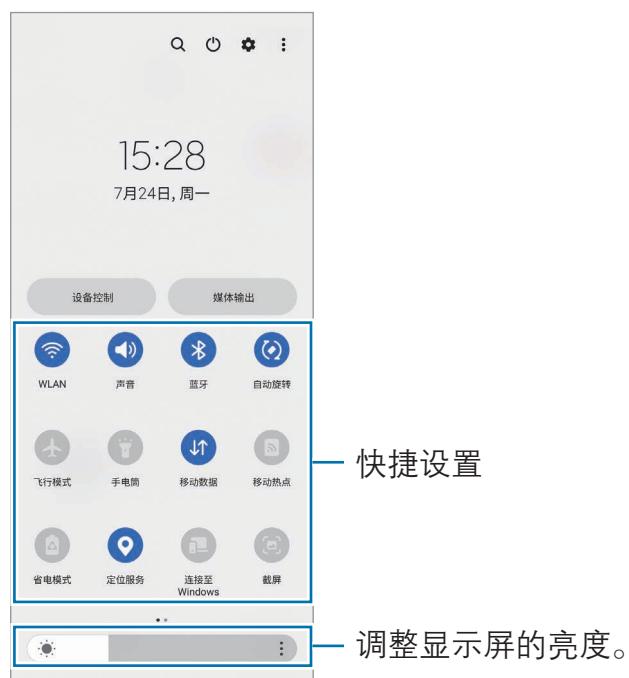 15:28
7月24日, 周一
设备控制
媒体输出
WLAN
声音
蓝牙
自动旋转
飞行模式
手电筒
移动数据
移动热点
快捷设置
省电模式
定位服务
连接至
Windows
截屏
调整显示屏的亮度。